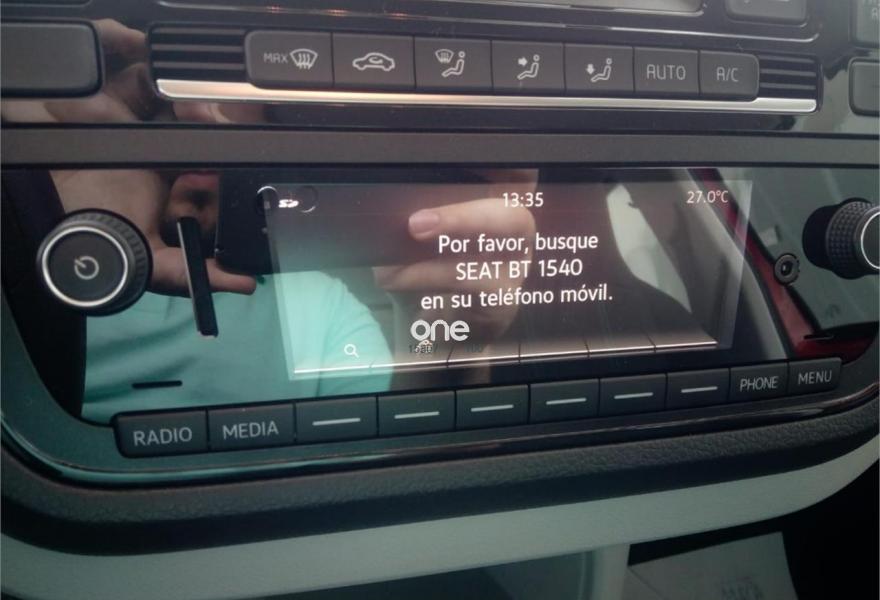 MAX
AUTO
A/C
13:35
27.0°C
Por favor, busque
SEAT BT 1540
en su teléfono móvil.
one
RADIO
MEDIA
PHONE
MENU